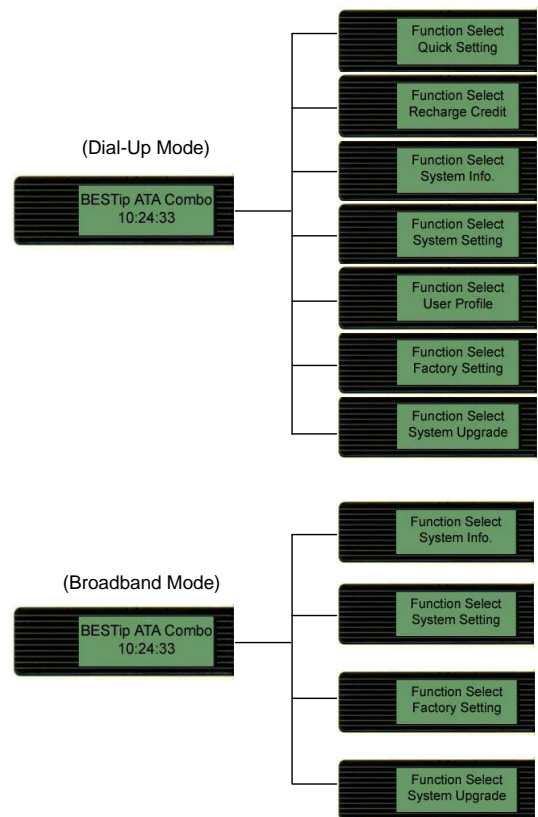 (Dial-Up Mode)
BESTip ATA Combo
10:24:33
Function Select
Quick Setting
Function Select
Recharge Credit
Function Select
System Info.
Function Select
System Setting
Function Select
User Profile
Function Select
Factory Setting
Function Select
System Upgrade
(Broadband Mode)
BESTip ATA Combo
10:24:33
Function Select
System Info.
Function Select
System Setting
Function Select
Factory Setting
Function Select
System Upgrade